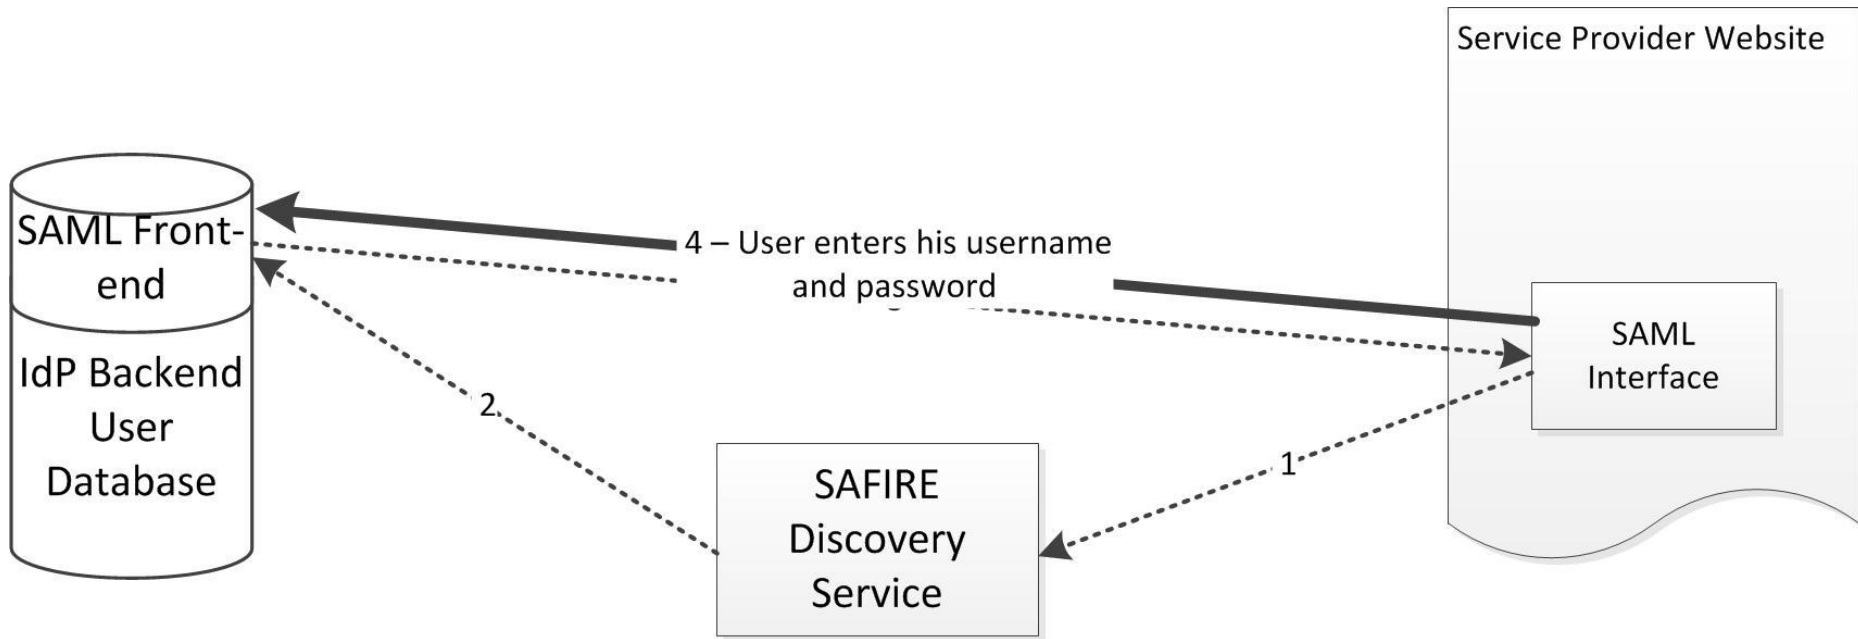 Service Provider Website
SAML Front-
end
IdP Backend
User
Database
4 – User enters his username
and password
SAML
Interface
2
1
SAFIRE
Discovery
Service